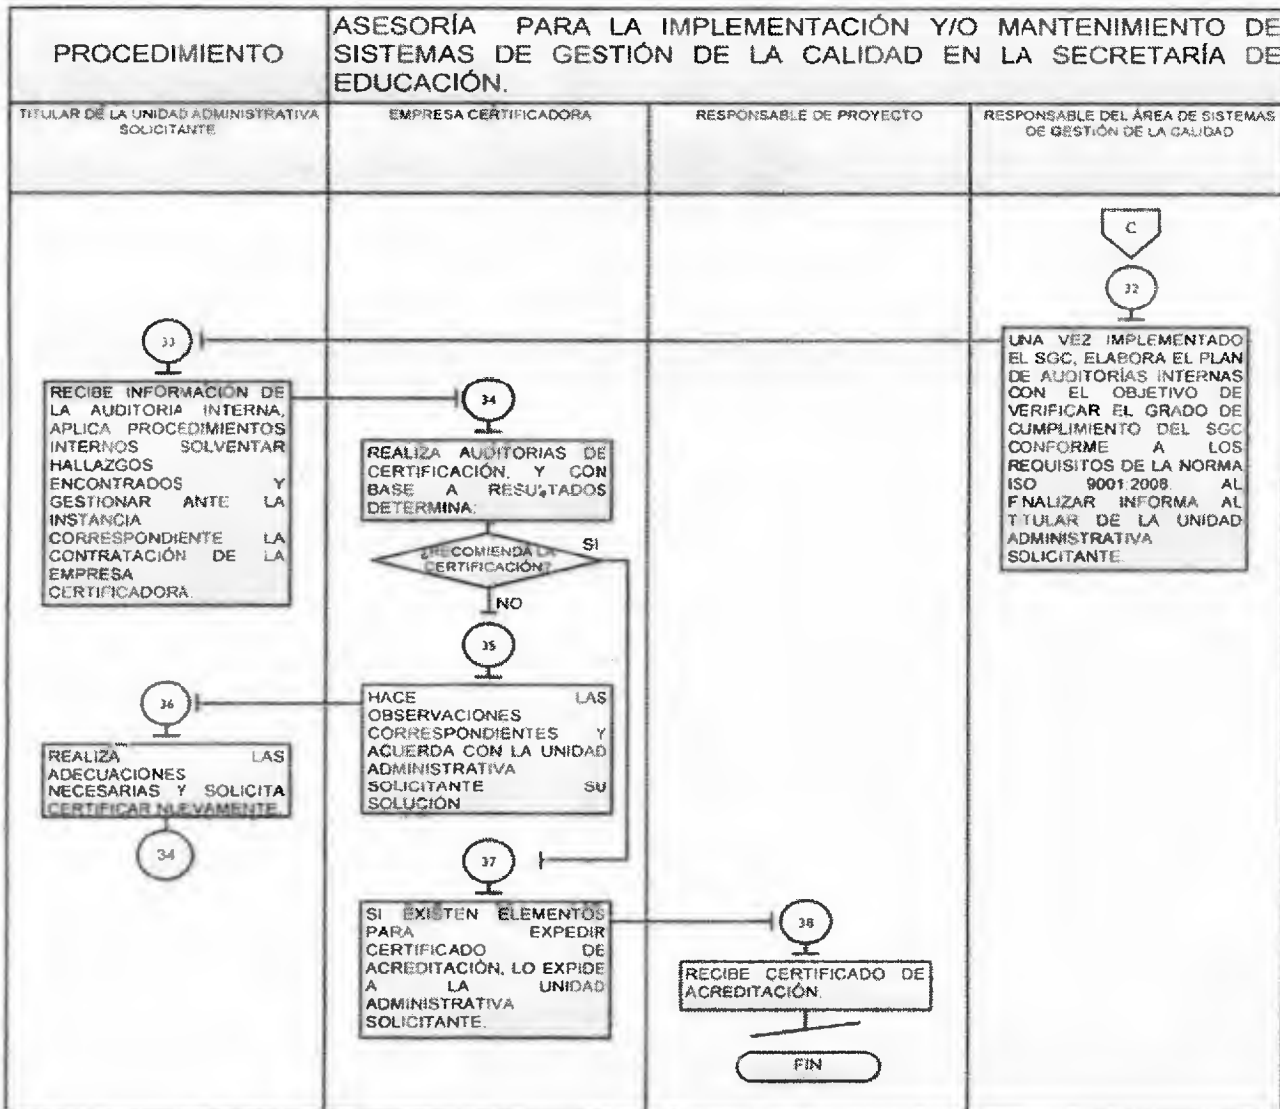 PROCEDIMIENTO
ASESORÍA PARA LA IMPLEMENTACIÓN Y/O MANTENIMIENTO DE
SISTEMAS DE GESTIÓN DE LA CALIDAD EN LA SECRETARÍA DE
EDUCACIÓN.
TITULAR DE LA UNIDAD ADMINISTRATIVA
SOLICITANTE
EMPRESA CERTIFICADORA
RESPONSABLE DE PROYECTO
RESPONSABLE DEL ÁREA DE SISTEMAS
DE GESTIÓN DE LA CALIDAD
C
32
UNA VEZ IMPLEMENTADO
EL SGC, ELABORA EL PLAN
DE AUDITORÍAS INTERNAS
CON EL OBJETIVO DE
VERIFICAR EL GRADO DE
CUMPLIMIENTO DEL SGC
CONFORME A LOS
REQUISITOS DE LA NORMA
ISO 9001:2008. AL
FINALIZAR INFORMA AL
TITULAR DE LA UNIDAD
ADMINISTRATIVA
SOLICITANTE.
33
RECIBE INFORMACIÓN DE
LA AUDITORIA INTERNA,
APLICA PROCEDIMIENTOS
INTERNOS SOLVENTAR
HALLAZGOS
ENCONTRADOS Y
GESTIONAR ANTE LA
INSTANCIA
CORRESPONDIENTE LA
CONTRATACIÓN DE LA
EMPRESA
CERTIFICADORA.
34
REALIZA AUDITORIAS DE
CERTIFICACIÓN, Y CON
BASE A RESULTADOS
DETERMINA:
¿RECOMIENDA LA
CERTIFICACIÓN?
SI
NO
35
HACE LAS
OBSERVACIONES
CORRESPONDIENTES Y
ACUERDA CON LA UNIDAD
ADMINISTRATIVA
SOLICITANTE SU
SOLUCIÓN
36
REALIZA LAS
ADECUACIONES
NECESARIAS Y SOLICITA
CERTIFICAR NUEVAMENTE.
34
37
SI EXISTEN ELEMENTOS
PARA EXPEDIR
CERTIFICADO DE
ACREDITACIÓN, LO EXPIDE
A LA UNIDAD
ADMINISTRATIVA
SOLICITANTE.
38
RECIBE CERTIFICADO DE
ACREDITACIÓN.
FIN